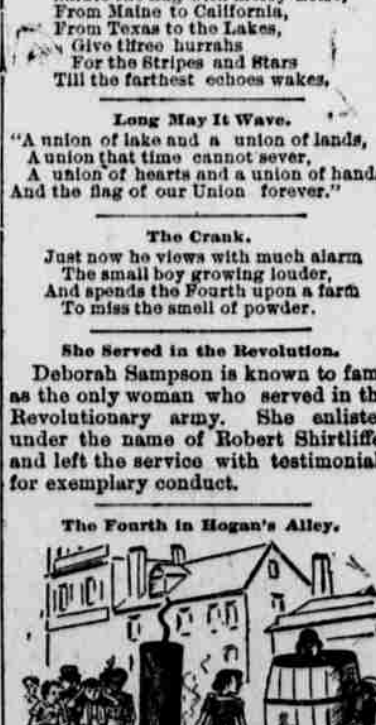 From Maine to California,
From Texas to the Lakes,
Give three hurrahs
For the Stripes and Stars
Till the farthest echoes wakes.
Long May It Wave.
"A union of lake and a union of lands,
A union that time cannot sever,
A union of hearts and a union of hand
And the flag of our Union forever."
The Crank.
Just now he views with much alarm
The small boy growing louder,
And spends the Fourth upon a farm
To miss the smell of powder.
She Served in the Revolution.
Deborah Sampson is known to fam
as the only woman who served in th
Revolutionary army. She enliste
under the name of Robert Shirtliffe
and left the service with testimonial
for exemplary conduct.
The Fourth in Hogan's Alley.